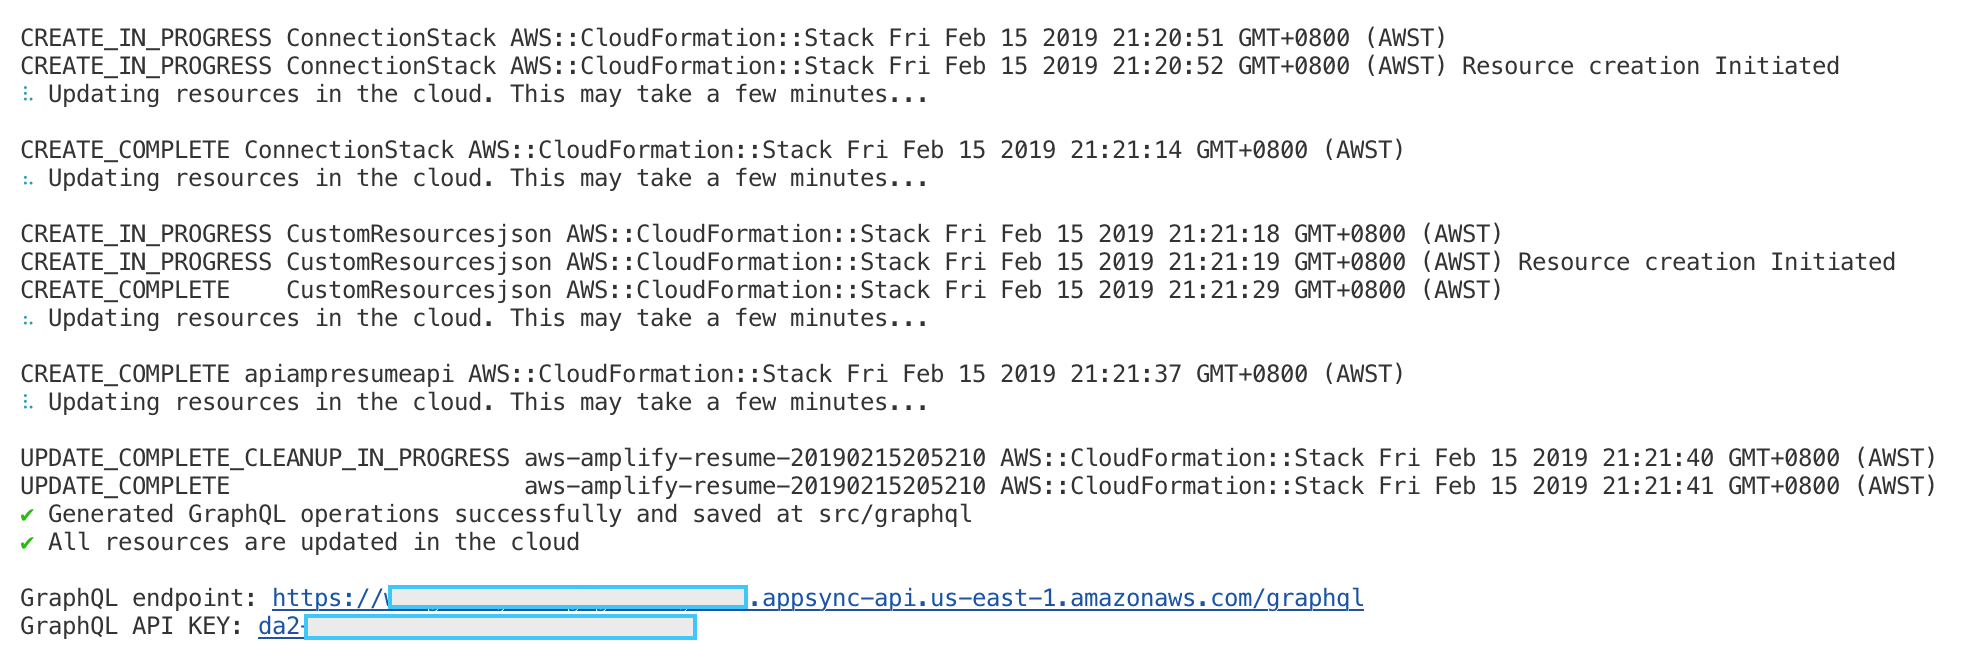 CREATE_IN_PROGRESS ConnectionStack AWS::CloudFormation::Stack Fri Feb 15 2019 21:20:51 GMT+0800 (AWST)
CREATE_IN_PROGRESS ConnectionStack AWS::CloudFormation::Stack Fri Feb 15 2019 21:20:52 GMT+0800 (AWST) Resource creation Initiated
Updating resources in the cloud. This may take a few minutes...
CREATE_COMPLETE ConnectionStack AWS::CloudFormation::Stack Fri Feb 15 2019 21:21:14 GMT+0800 (AWST)
Updating resources in the cloud. This may take a few minutes...
CREATE_IN_PROGRESS CustomResourcesjson AWS::CloudFormation::Stack Fri Feb 15 2019 21:21:18 GMT+0800 (AWST)
CREATE_IN_PROGRESS CustomResourcesjson AWS::CloudFormation::Stack Fri Feb 15 2019 21:21:19 GMT+0800 (AWST) Resource creation Initiated
CREATE_COMPLETE    CustomResourcesjson AWS::CloudFormation::Stack Fri Feb 15 2019 21:21:29 GMT+0800 (AWST)
Updating resources in the cloud. This may take a few minutes...
CREATE_COMPLETE apiampresumeapi AWS::CloudFormation::Stack Fri Feb 15 2019 21:21:37 GMT+0800 (AWST)
Updating resources in the cloud. This may take a few minutes...
UPDATE_COMPLETE_CLEANUP_IN_PROGRESS aws-amplify-resume-20190215205210 AWS::CloudFormation::Stack Fri Feb 15 2019 21:21:40 GMT+0800 (AWST)
UPDATE_COMPLETE                     aws-amplify-resume-20190215205210 AWS::CloudFormation::Stack Fri Feb 15 2019 21:21:41 GMT+0800 (AWST)
✔ Generated GraphQL operations successfully and saved at src/graphql
✔ All resources are updated in the cloud
GraphQL endpoint: https:// .appsync-api.us-east-1.amazonaws.com/graphql
GraphQL API KEY: da2-